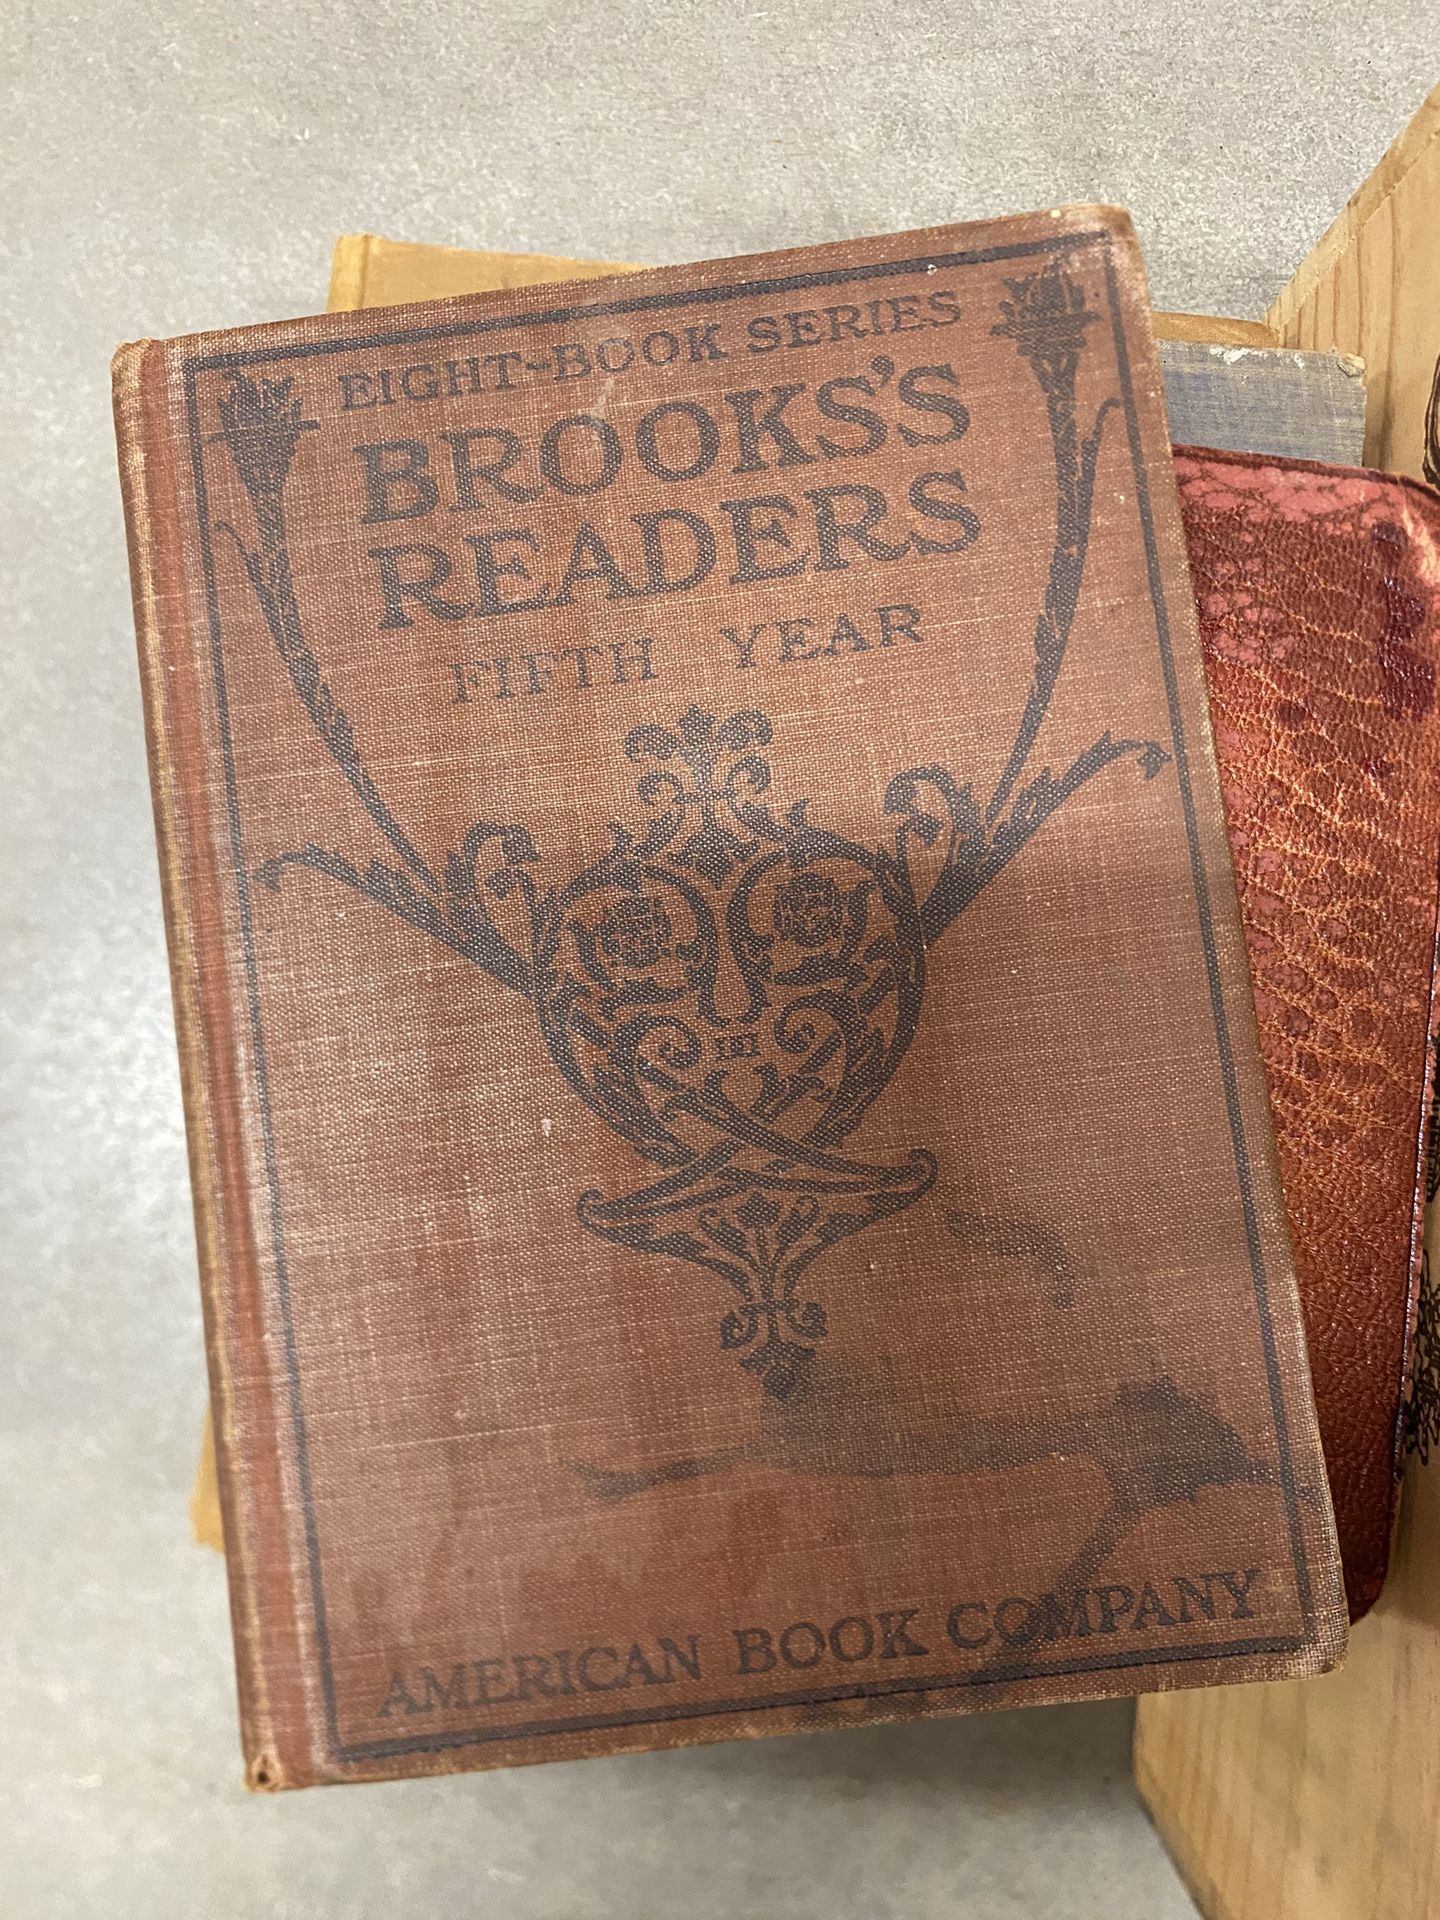 EIGHT-BOOK SERIES
BROOKS'S
READERS
FIFTH YEAR
AMERICAN BOOK COMPANY